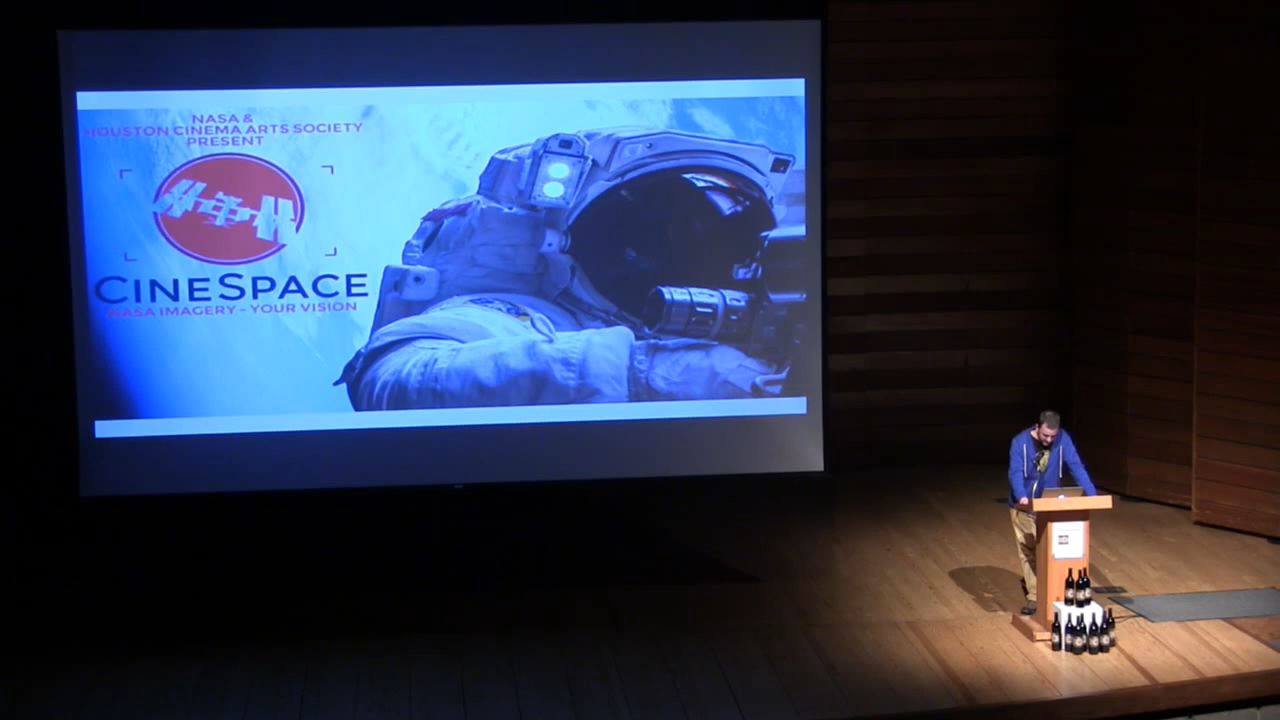 NASA &
HOUSTON CINEMA ARTS SOCIETY
PRESENT
CINESPACE
NASA IMAGERY - YOUR VISION